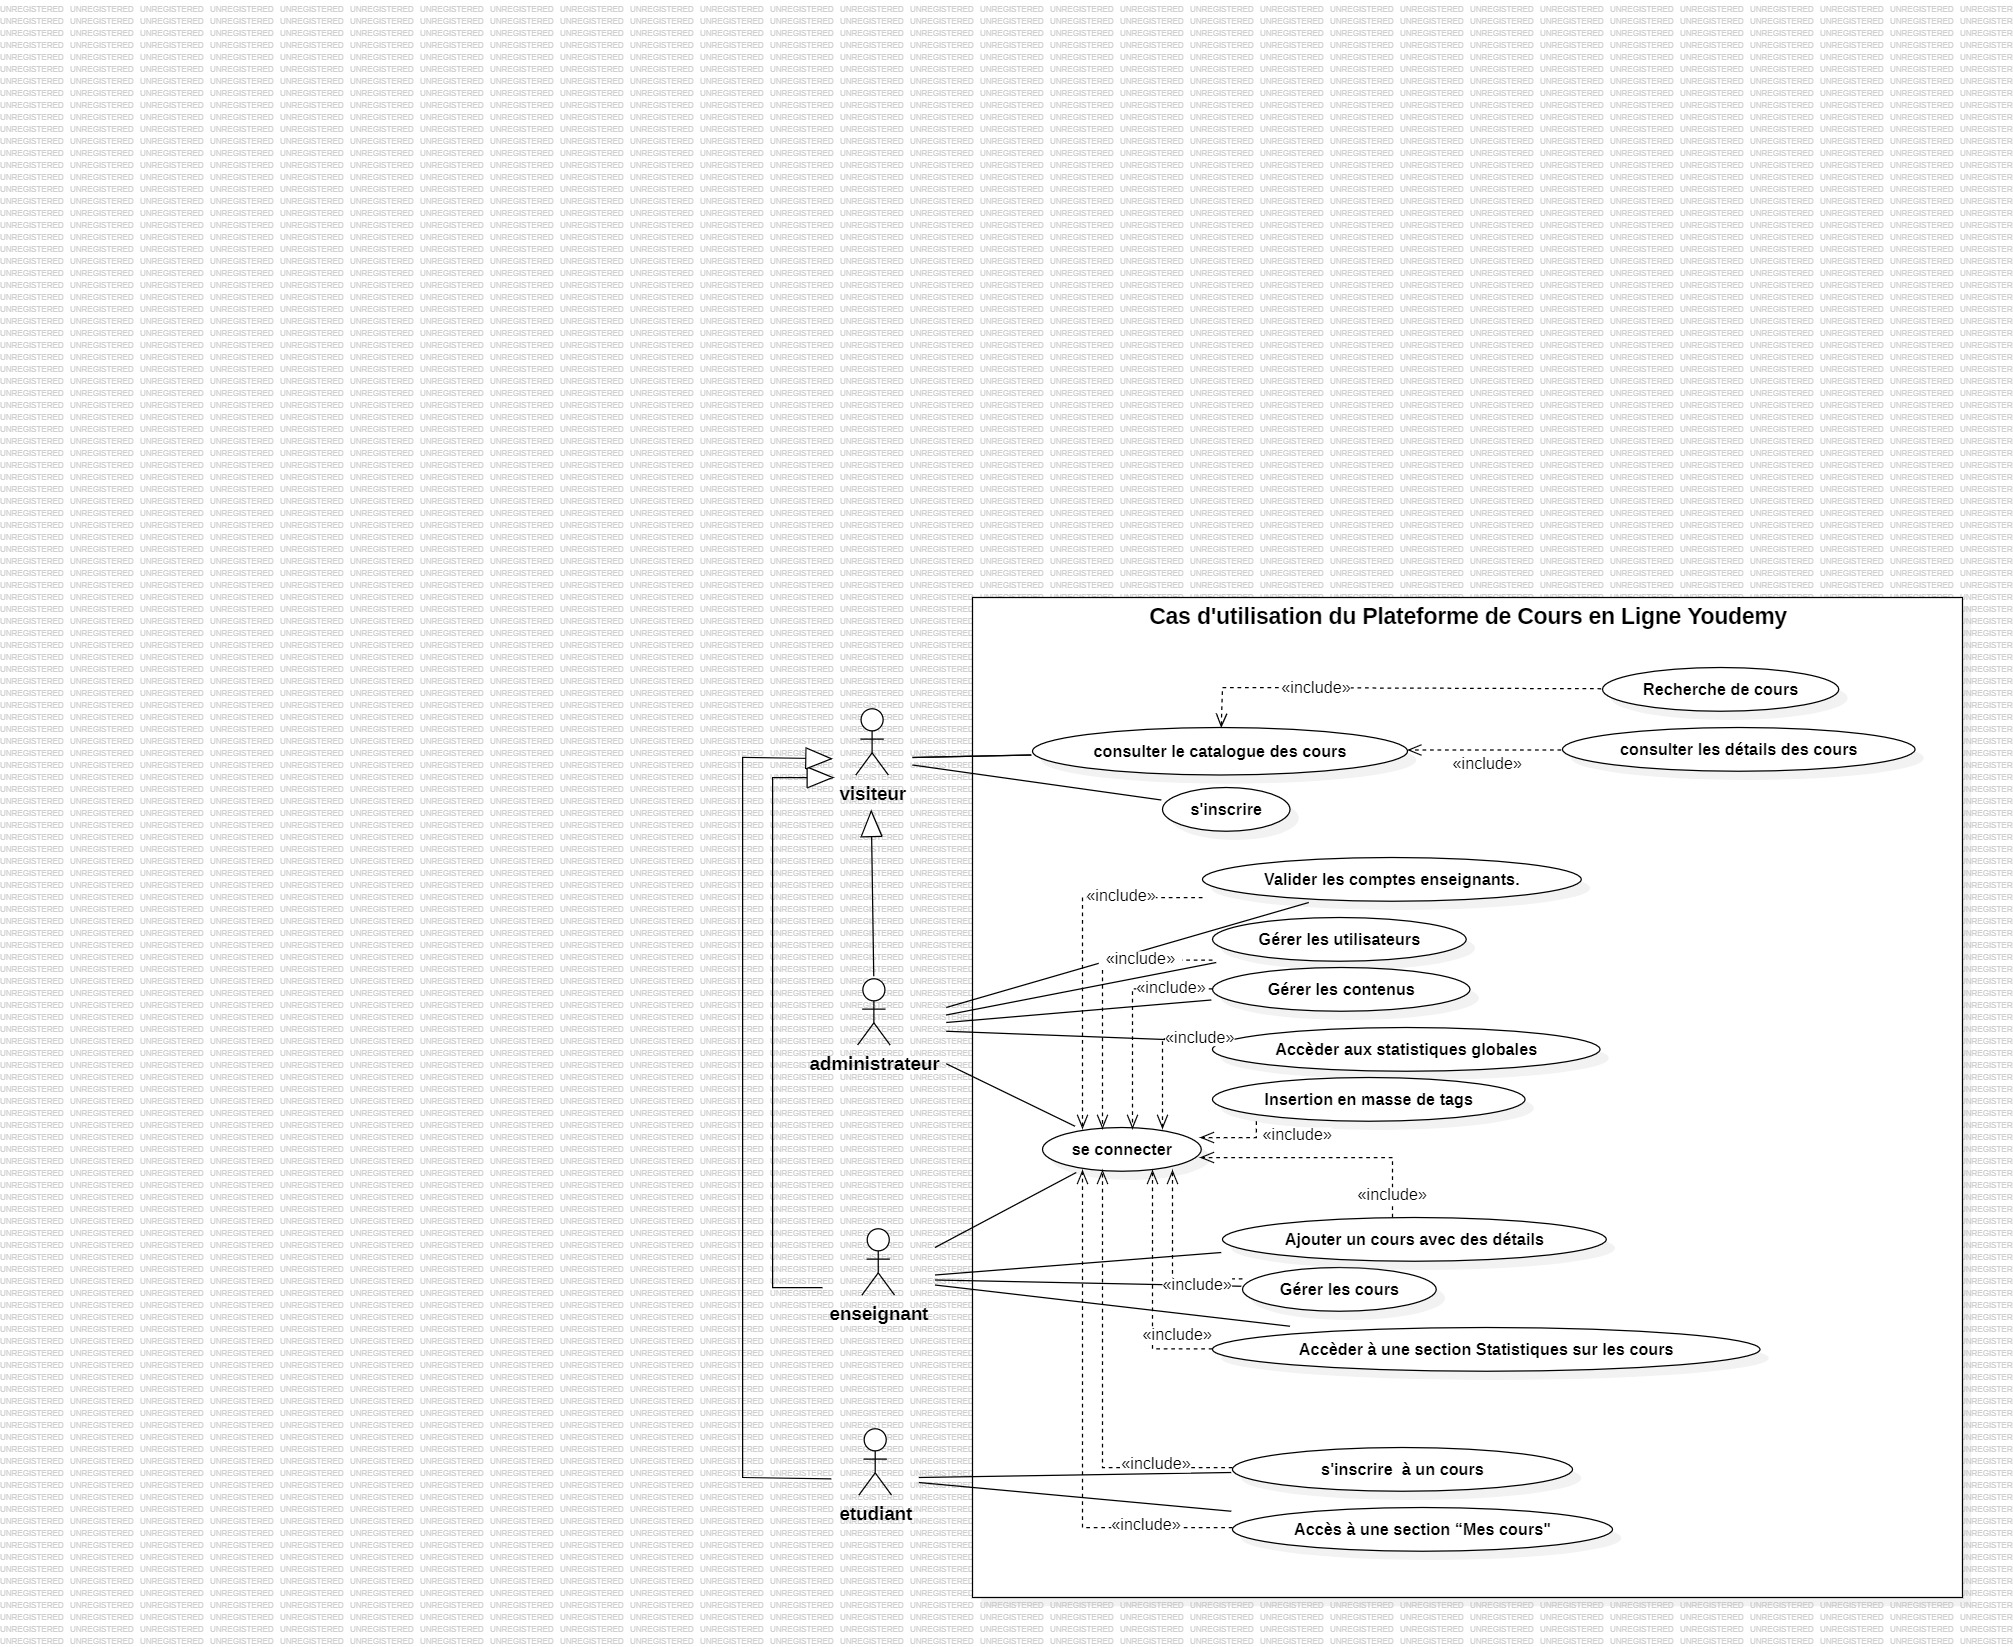 Cas d'utilisation du Plateforme de Cours en Ligne Youdemy
«include»
Recherche de cours
consulter le catalogue des cours
consulter les détails des cours
«include»
visiteur
s'inscrire
Valider les comptes enseignants.
«include»
Gérer les utilisateurs
«include»
Gérer les contenus
«include»
«include»
Accèder aux statistiques globales
administrateur
Insertion en masse de tags
«include»
se connecter
«include»
Ajouter un cours avec des détails
«include»
Gérer les cours
enseignant
«include»
Accèder à une section Statistiques sur les cours
«include»
s'inscrire  à un cours
etudiant
«include»
Accès à une section “Mes cours"
UNREGISTERED